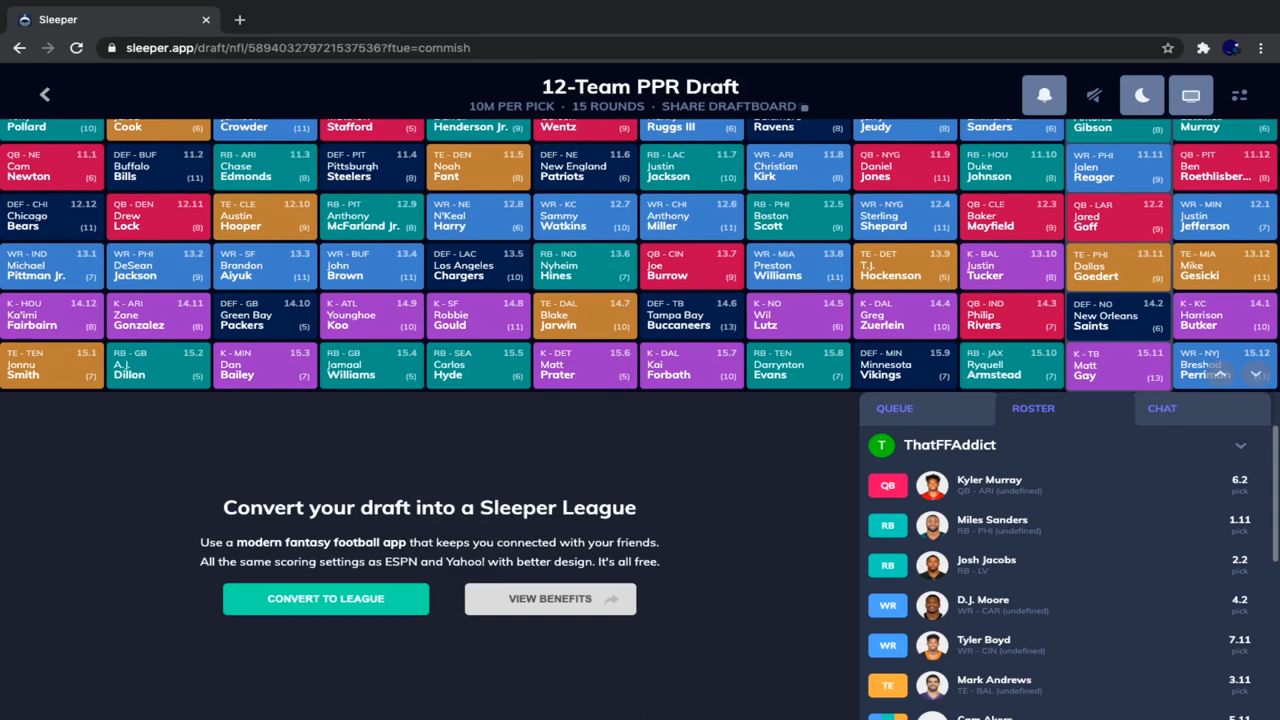 Sleeper
sleeper.app/draft/nfl/589403279721537536?ftue=commish
12-Team PPR Draft
10M PER PICK · 15 ROUNDS · SHARE DRAFTBOARD
Pollard (10) Cook (6) Crowder (11) Stafford (5) Henderson Jr. (9) Wentz (9) Ruggs III (6) Ravens (8) Jeudy (8) Sanders (6) Gibson (8) Murray (6)
QB - NE 11.1 DEF - BUF 11.2 RB - ARI 11.3 DEF - PIT 11.4 TE - DEN 11.5 DEF - NE 11.6 RB - LAC 11.7 WR - ARI 11.8 QB - NYG 11.9 RB - HOU 11.10 WR - PHI 11.11 QB - PIT 11.12
Cam Buffalo Chase Pittsburgh Noah New England Justin Christian Daniel Duke Jalen Ben
Newton (6) Bills (11) Edmonds (8) Steelers (8) Fant (8) Patriots (6) Jackson (10) Kirk (8) Jones (11) Johnson (8) Reagor (9) Roethlisber... (8)
DEF - CHI 12.12 QB - DEN 12.11 TE - CLE 12.10 RB - PIT 12.9 WR - NE 12.8 WR - KC 12.7 WR - CHI 12.6 RB - PHI 12.5 WR - NYG 12.4 QB - CLE 12.3 QB - LAR 12.2 WR - MIN 12.1
Chicago Drew Austin Anthony N'Keal Sammy Anthony Boston Sterling Baker Jared Justin
Bears (11) Lock (8) Hooper (9) McFarland Jr. (8) Harry (6) Watkins (10) Miller (11) Scott (9) Shepard (11) Mayfield (9) Goff (9) Jefferson (7)
WR - IND 13.1 WR - PHI 13.2 WR - SF 13.3 WR - BUF 13.4 DEF - LAC 13.5 RB - IND 13.6 QB - CIN 13.7 WR - MIA 13.8 TE - DET 13.9 K - BAL 13.10 TE - PHI 13.11 TE - MIA 13.12
Michael DeSean Brandon John Los Angeles Nyheim Joe Preston T.J. Justin Dallas Mike
Pittman Jr. (7) Jackson (9) Aiyuk (11) Brown (11) Chargers (10) Hines (7) Burrow (9) Williams (11) Hockenson (5) Tucker (8) Goedert (9) Gesicki (11)
K - HOU 14.12 K - ARI 14.11 DEF - GB 14.10 K - ATL 14.9 K - SF 14.8 TE - DAL 14.7 DEF - TB 14.6 K - NO 14.5 K - DAL 14.4 QB - IND 14.3 DEF - NO 14.2 K - KC 14.1
Ka'imi Zane Green Bay Younghoe Robbie Blake Tampa Bay Wil Greg Philip New Orleans Harrison
Fairbairn (8) Gonzalez (8) Packers (5) Koo (10) Gould (11) Jarwin (10) Buccaneers (13) Lutz (6) Zuerlein (10) Rivers (7) Saints (6) Butker (10)
TE - TEN 15.1 RB - GB 15.2 K - MIN 15.3 RB - GB 15.4 RB - SEA 15.5 K - DET 15.6 K - DAL 15.7 RB - TEN 15.8 DEF - MIN 15.9 RB - JAX 15.10 K - TB 15.11 WR - NYJ 15.12
Jonnu A.J. Dan Jamaal Carlos Matt Kai Darrynton Minnesota Ryquell Matt
Smith (7) Dillon (5) Bailey (7) Williams (5) Hyde (6) Prater (5) Forbath (10) Evans (7) Vikings (7) Armstead (7) Gay (13)
QUEUE ROSTER CHAT
T ThatFFAddict
QB Kyler Murray 6.2
QB - ARI (undefined) pick
RB Miles Sanders 1.11
RB - PHI (undefined) pick
RB Josh Jacobs 2.2
RB - LV pick
WR D.J. Moore 4.2
WR - CAR (undefined) pick
WR Tyler Boyd 7.11
WR - CIN (undefined) pick
TE Mark Andrews 3.11
TE - BAL (undefined) pick
Convert your draft into a Sleeper League
Use a modern fantasy football app that keeps you connected with your friends.
All the same scoring settings as ESPN and Yahoo! with better design. It's all free.
CONVERT TO LEAGUE VIEW BENEFITS